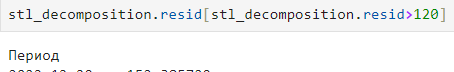 stl_decomposition.resid[stl_decomposition.resid>120]
Период